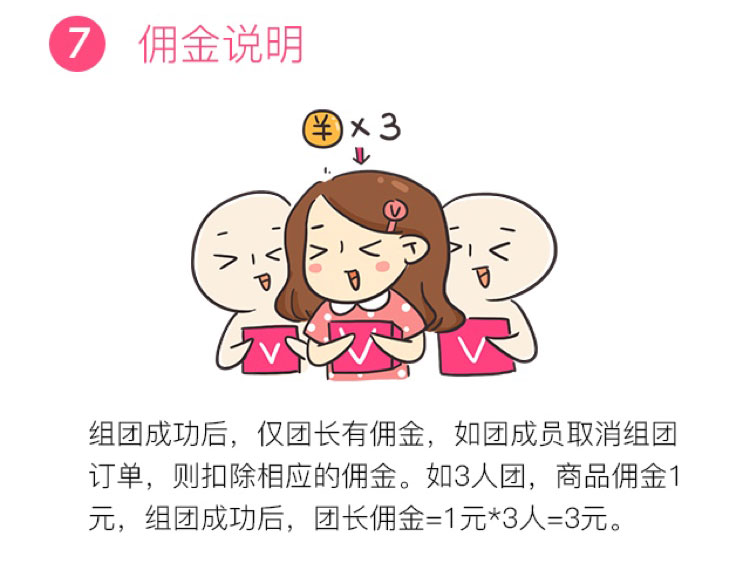 7 佣金说明
¥×3
V
V V V
组团成功后，仅团长有佣金，如团成员取消组团
订单，则扣除相应的佣金。如3人团，商品佣金1
元，组团成功后，团长佣金=1元*3人=3元。